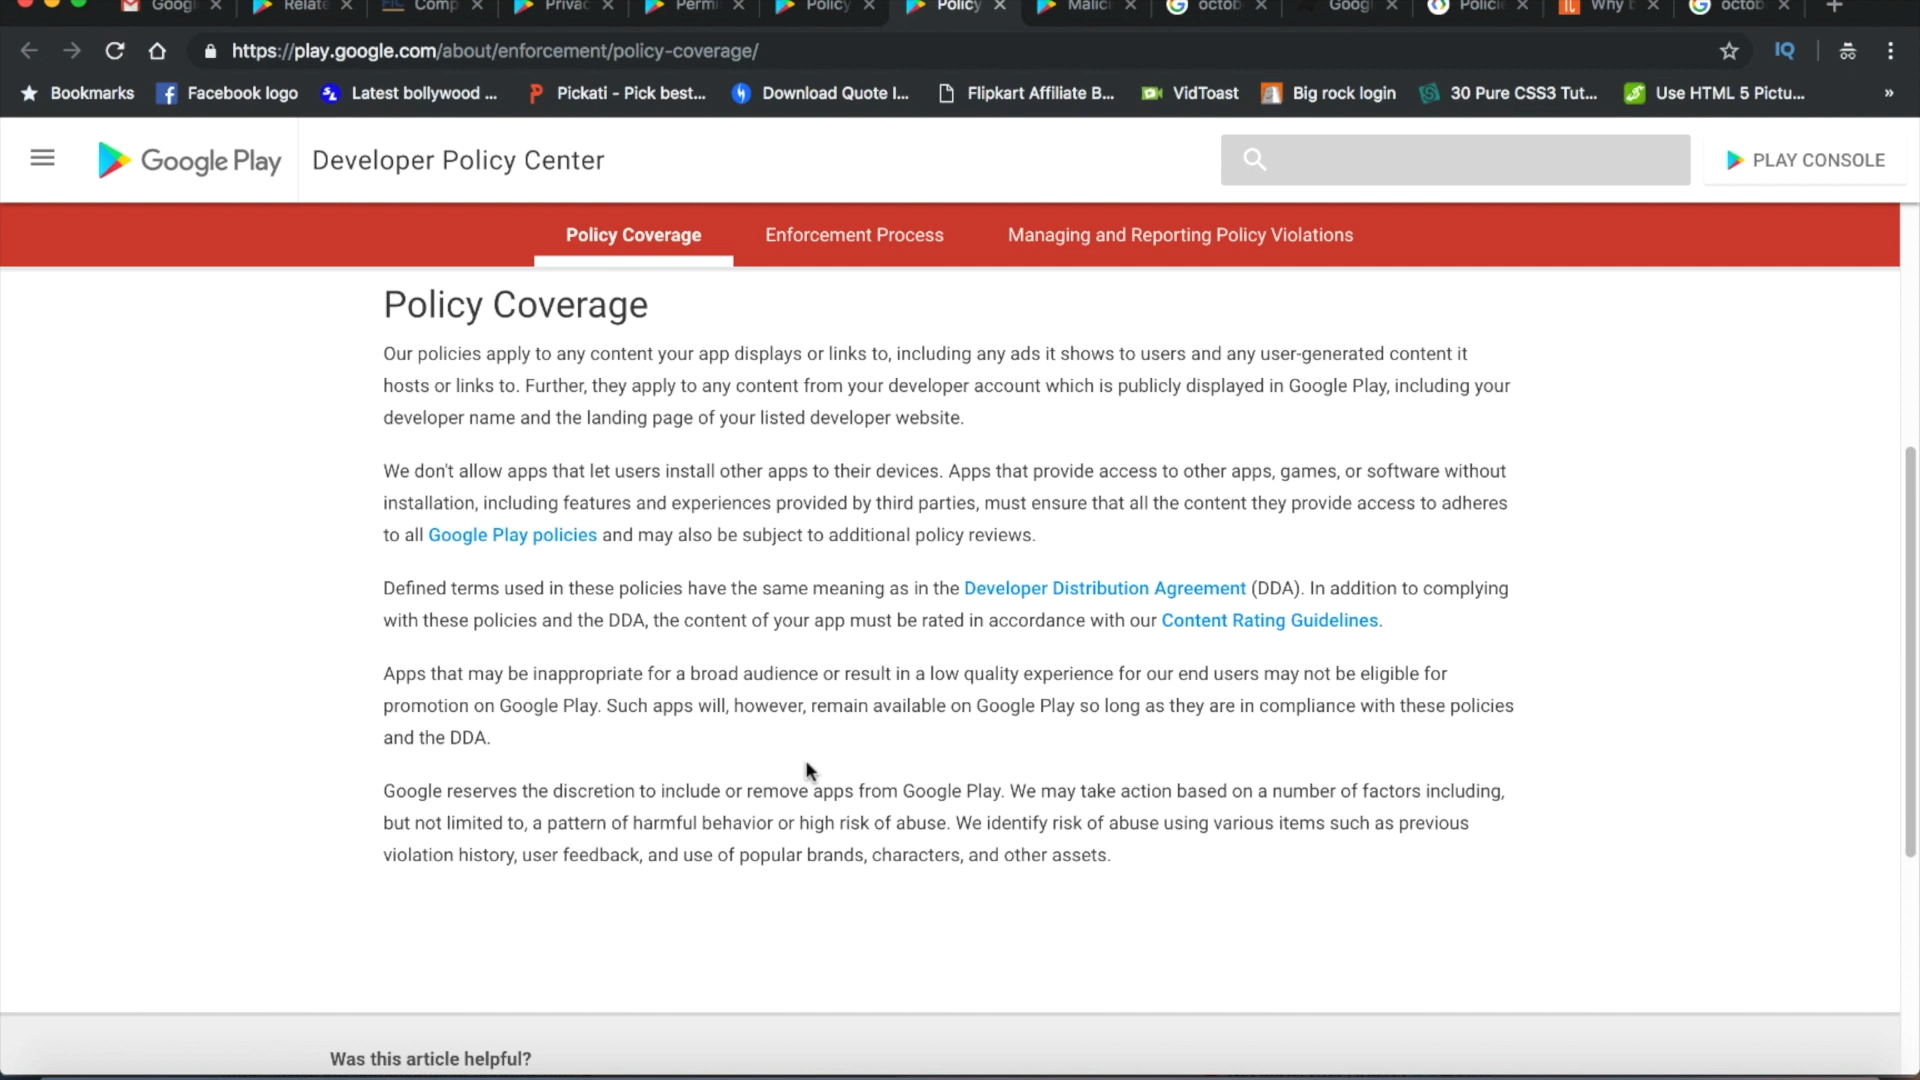 Googl Relate Comp Privac Permi Policy Policy Malic octob Googl Policie Why octob
https://play.google.com/about/enforcement/policy-coverage/ IQ
Bookmarks Facebook logo Latest bollywood ... Pickati - Pick best... Download Quote I... Flipkart Affiliate B... VidToast Big rock login 30 Pure CSS3 Tut... Use HTML 5 Pictu... »
Google Play Developer Policy Center PLAY CONSOLE
Policy Coverage Enforcement Process Managing and Reporting Policy Violations
Policy Coverage
Our policies apply to any content your app displays or links to, including any ads it shows to users and any user-generated content it
hosts or links to. Further, they apply to any content from your developer account which is publicly displayed in Google Play, including your
developer name and the landing page of your listed developer website.
We don't allow apps that let users install other apps to their devices. Apps that provide access to other apps, games, or software without
installation, including features and experiences provided by third parties, must ensure that all the content they provide access to adheres
to all Google Play policies and may also be subject to additional policy reviews.
Defined terms used in these policies have the same meaning as in the Developer Distribution Agreement (DDA). In addition to complying
with these policies and the DDA, the content of your app must be rated in accordance with our Content Rating Guidelines.
Apps that may be inappropriate for a broad audience or result in a low quality experience for our end users may not be eligible for
promotion on Google Play. Such apps will, however, remain available on Google Play so long as they are in compliance with these policies
and the DDA.
Google reserves the discretion to include or remove apps from Google Play. We may take action based on a number of factors including,
but not limited to, a pattern of harmful behavior or high risk of abuse. We identify risk of abuse using various items such as previous
violation history, user feedback, and use of popular brands, characters, and other assets.
Was this article helpful?